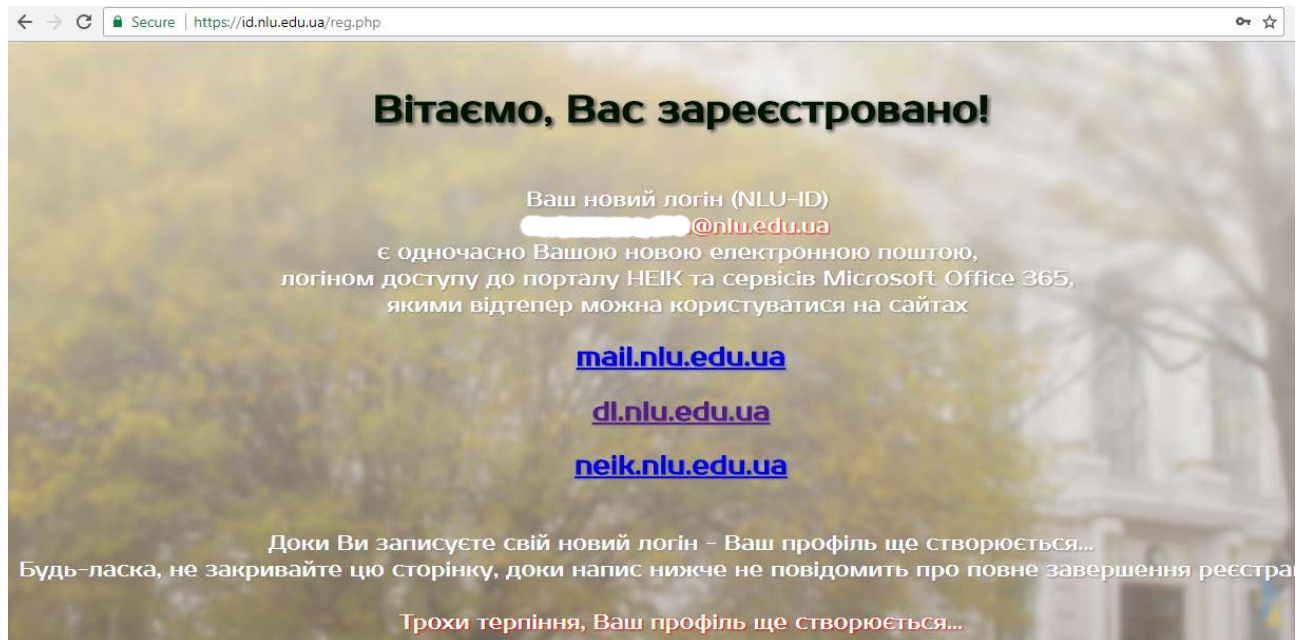 Secure | https://id.nlu.edu.ua/reg.php
Вітаємо, Вас зареєстровано!
Ваш новий логін (NLU-ID)
@nlu.edu.ua
є одночасно Вашою новою електронною поштою,
логіном доступу до порталу НЕІК та сервісів Microsoft Office 365,
якими відтепер можна користуватися на сайтах
mail.nlu.edu.ua
dl.nlu.edu.ua
neik.nlu.edu.ua
Доки Ви записуєте свій новий логін - Ваш профіль ще створюється...
Будь-ласка, не закривайте цю сторінку, доки напис нижче не повідомить про повне завершення
Трохи терпіння, Ваш профіль ще створюється...